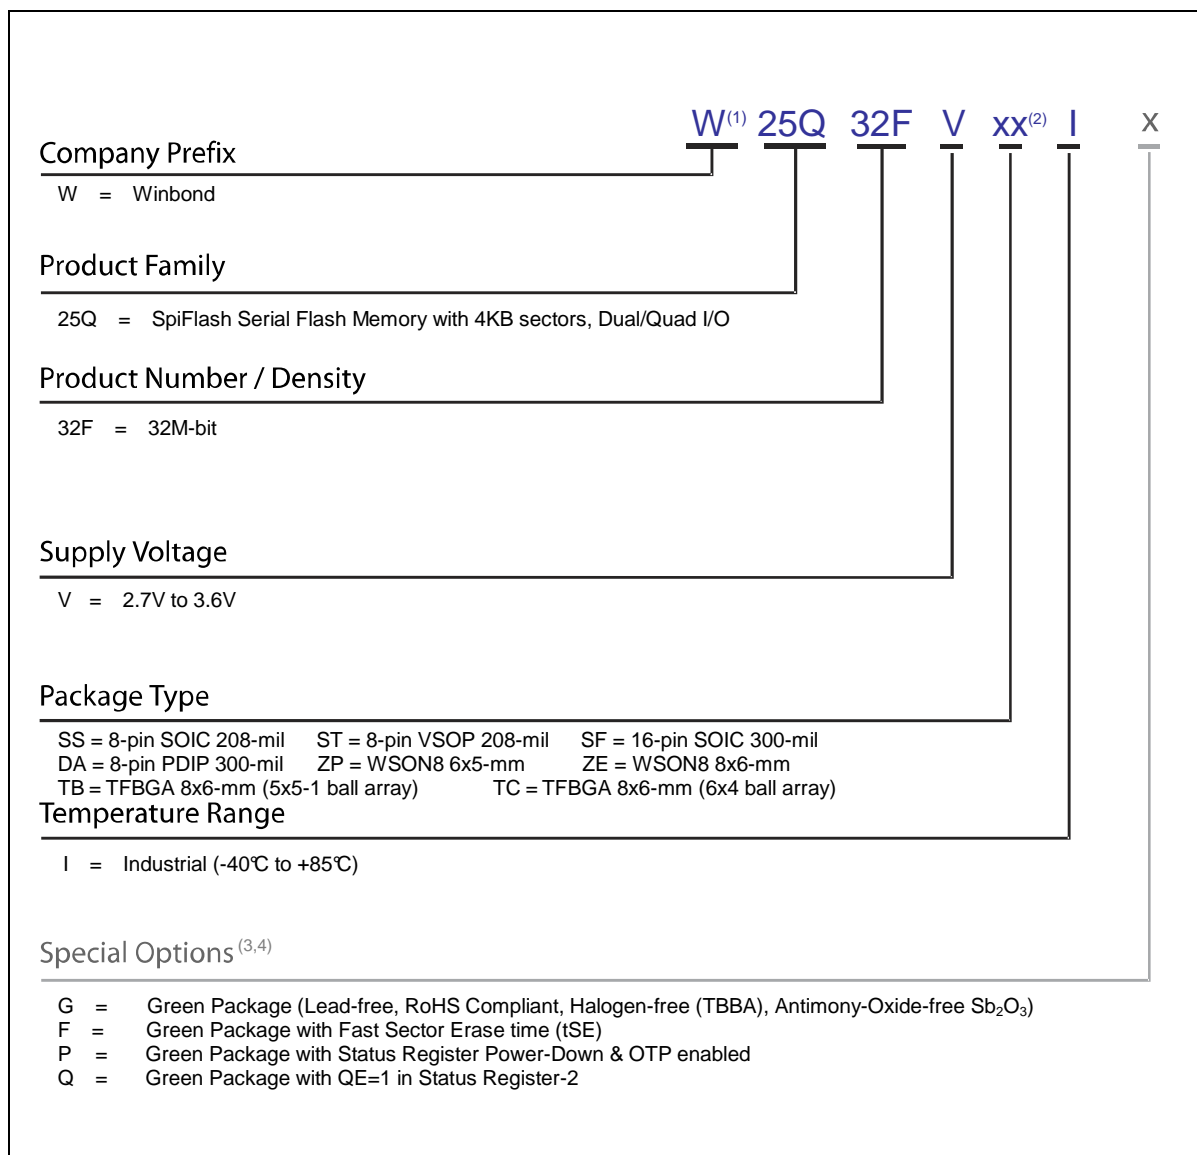 W(1) 25Q 32F V xx(2) I x
Company Prefix
W = Winbond
Product Family
25Q = SpiFlash Serial Flash Memory with 4KB sectors, Dual/Quad I/O
Product Number / Density
32F = 32M-bit
Supply Voltage
V = 2.7V to 3.6V
Package Type
SS = 8-pin SOIC 208-mil ST = 8-pin VSOP 208-mil SF = 16-pin SOIC 300-mil
DA = 8-pin PDIP 300-mil ZP = WSON8 6x5-mm ZE = WSON8 8x6-mm
TB = TFBGA 8x6-mm (5x5-1 ball array) TC = TFBGA 8x6-mm (6x4 ball array)
Temperature Range
I = Industrial (-40℃ to +85℃)
Special Options (3,4)
G = Green Package (Lead-free, RoHS Compliant, Halogen-free (TBBA), Antimony-Oxide-free Sb₂O₃)
F = Green Package with Fast Sector Erase time (tSE)
P = Green Package with Status Register Power-Down & OTP enabled
Q = Green Package with QE=1 in Status Register-2